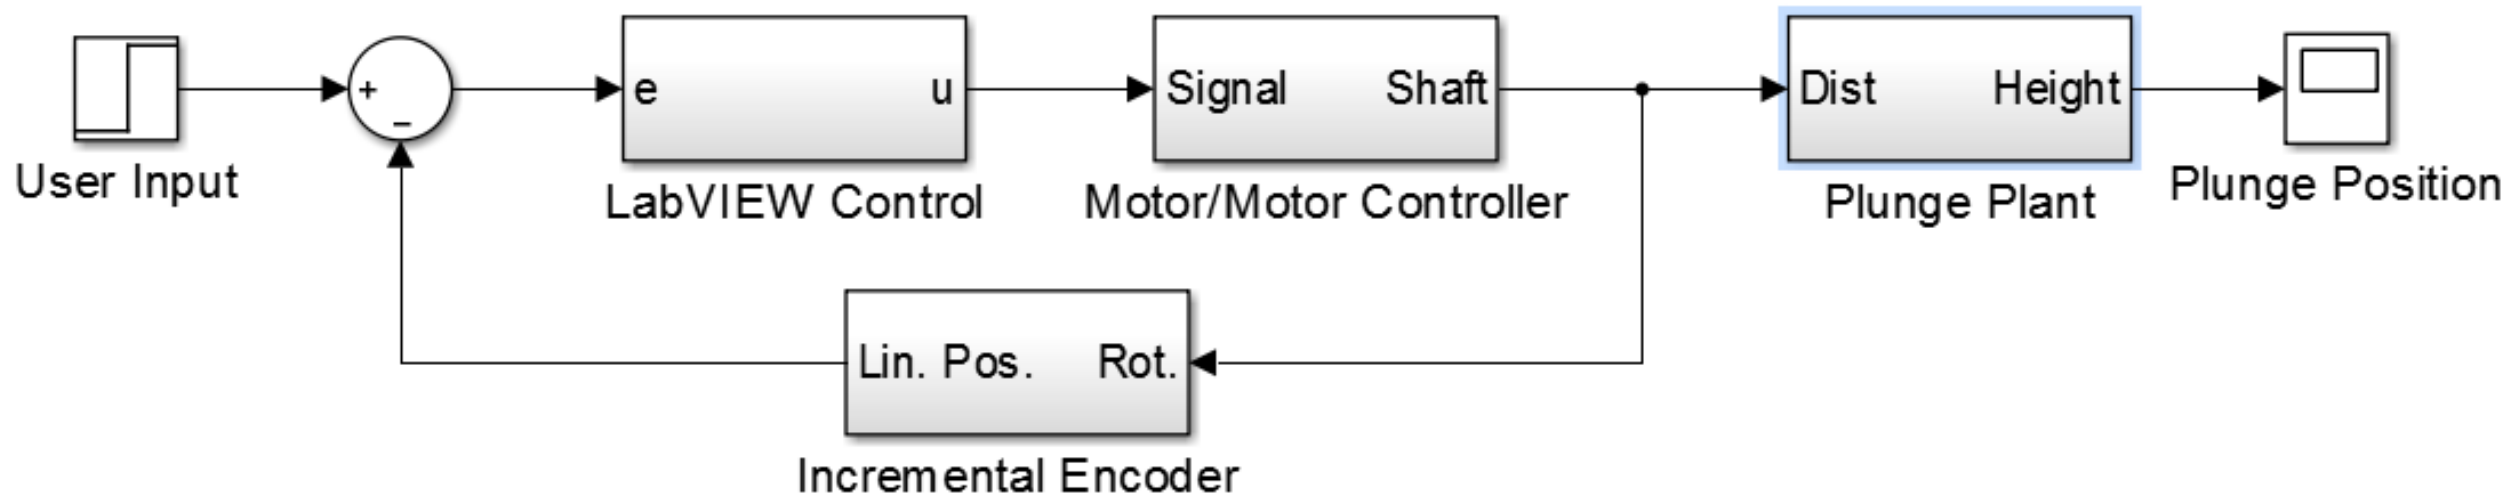 +
−
e
u
Signal
Shaft
Dist
Height
User Input
LabVIEW Control
Motor/Motor Controller
Plunge Plant
Plunge Position
Lin. Pos.
Rot.
Incremental Encoder